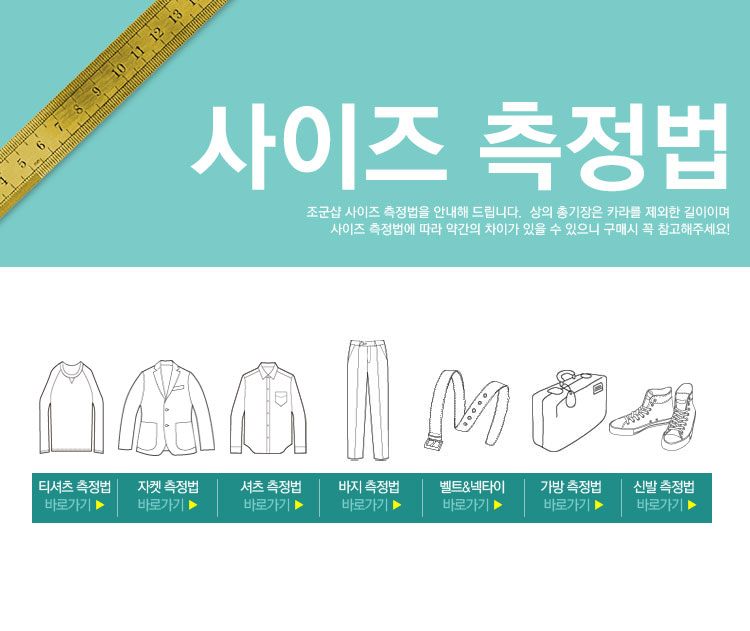 4 5 6 7 8 9 10 11 12 13
사이즈 측정법
조군샵 사이즈 측정법을 안내해 드립니다. 상의 총기장은 카라를 제외한 길이이며
사이즈 측정법에 따라 약간의 차이가 있을 수 있으니 구매시 꼭 참고해주세요!
티셔츠 측정법 자켓 측정법 셔츠 측정법 바지 측정법 벨트&넥타이 가방 측정법 신발 측정법
바로가기 ▶ 바로가기 ▶ 바로가기 ▶ 바로가기 ▶ 바로가기 ▶ 바로가기 ▶ 바로가기 ▶